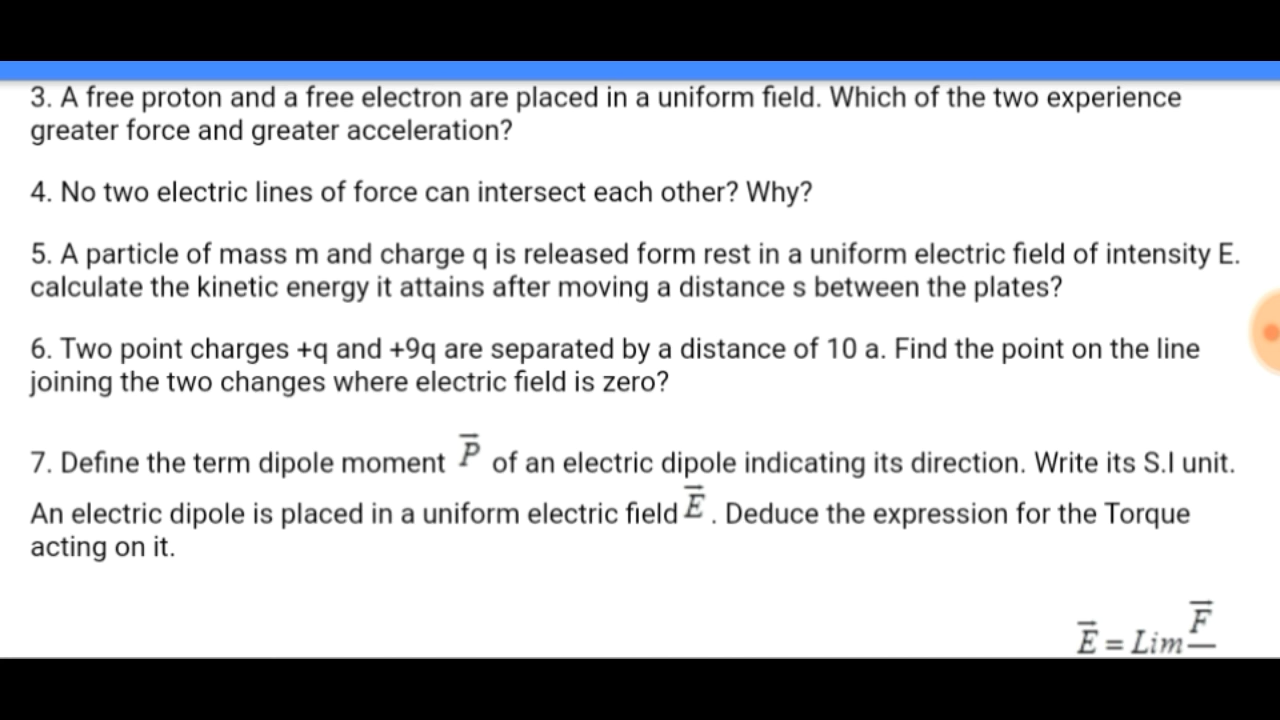 3. A free proton and a free electron are placed in a uniform field. Which of the two experience
greater force and greater acceleration?
4. No two electric lines of force can intersect each other? Why?
5. A particle of mass m and charge q is released form rest in a uniform electric field of intensity E.
calculate the kinetic energy it attains after moving a distance s between the plates?
6. Two point charges +q and +9q are separated by a distance of 10 a. Find the point on the line
joining the two changes where electric field is zero?
7. Define the term dipole moment P⃗ of an electric dipole indicating its direction. Write its S.I unit.
An electric dipole is placed in a uniform electric field E⃗ . Deduce the expression for the Torque
acting on it.
E⃗ = Lim F⃗